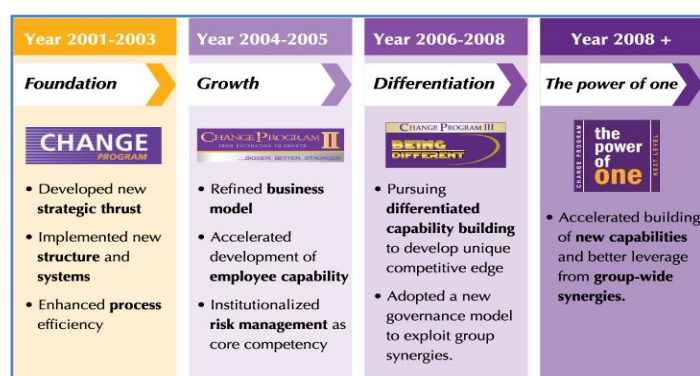 Year 2001-2003
Foundation
CHANGE
PROGRAM
• Developed new
strategic thrust
• Implemented new
structure and
systems
• Enhanced process
efficiency
Year 2004-2005
Growth
CHANGE PROGRAM II
FROM FOUNDATION TO GROWTH
...BIGGER, BETTER, STRONGER
• Refined business
model
• Accelerated
development of
employee capability
• Institutionalized
risk management as
core competency
Year 2006-2008
Differentiation
CHANGE PROGRAM III
BEING
DIFFERENT
• Pursuing
differentiated
capability building
to develop unique
competitive edge
• Adopted a new
governance model
to exploit group
synergies.
Year 2008 +
The power of one
CHANGE PROGRAM
the
power
of
one
NEXT LEVEL
• Accelerated building
of new capabilities
and better leverage
from group-wide
synergies.